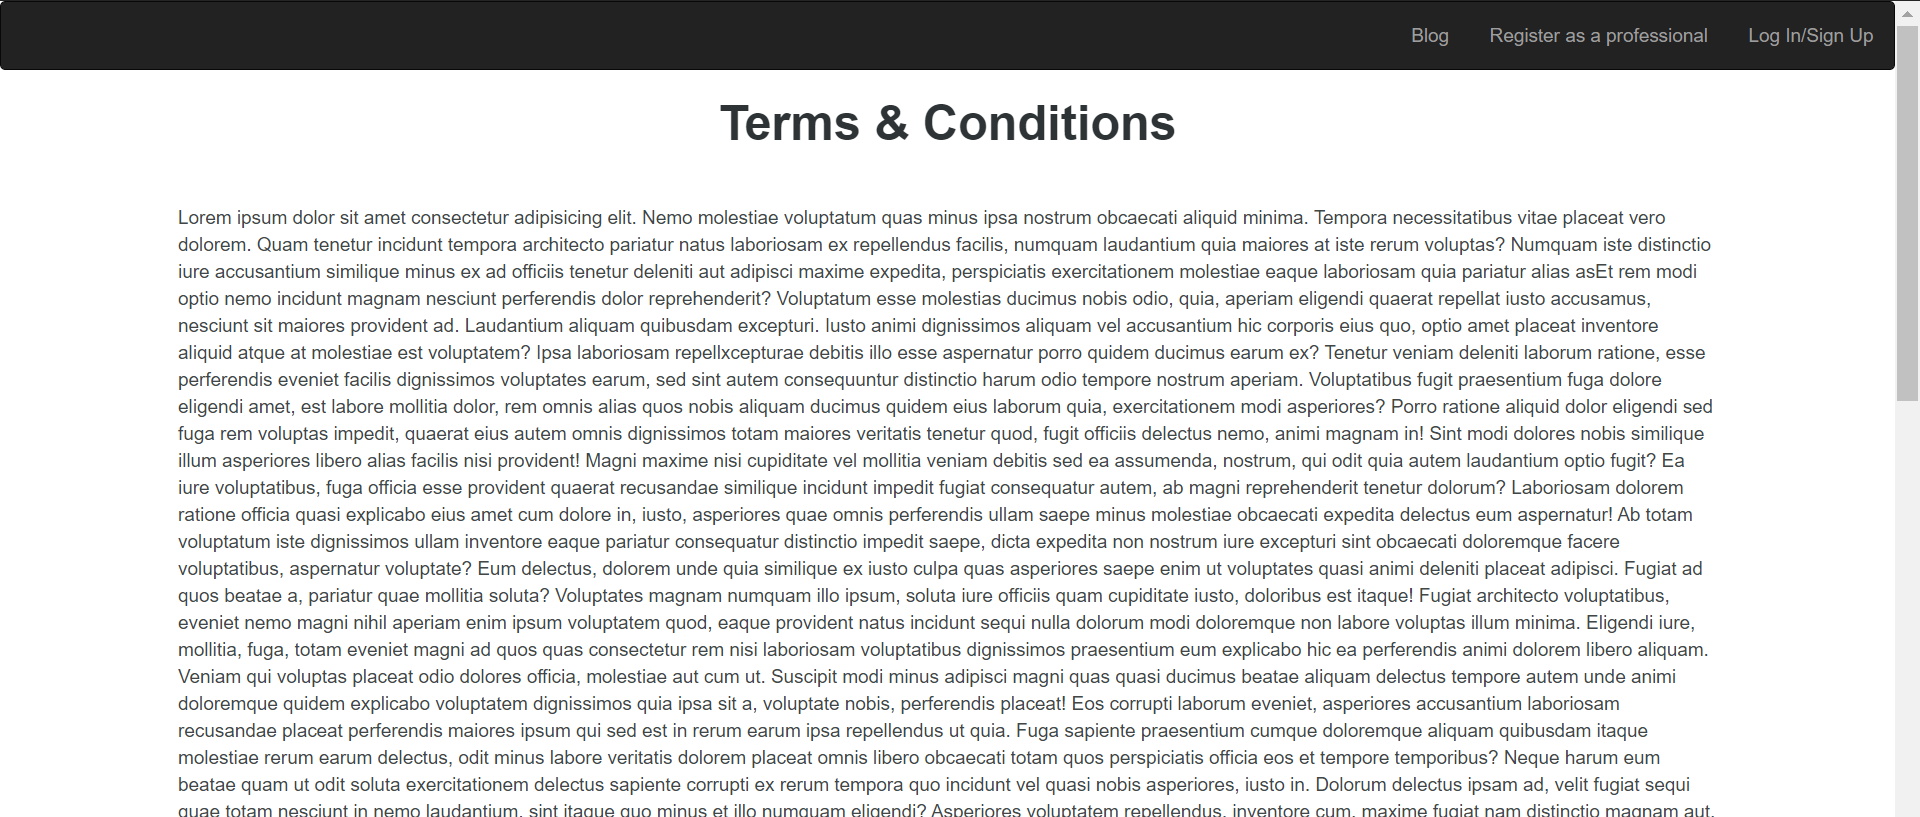 Blog Register as a professional Log In/Sign Up
Terms & Conditions
Lorem ipsum dolor sit amet consectetur adipisicing elit. Nemo molestiae voluptatum quas minus ipsa nostrum obcaecati aliquid minima. Tempora necessitatibus vitae placeat vero
dolorem. Quam tenetur incidunt tempora architecto pariatur natus laboriosam ex repellendus facilis, numquam laudantium quia maiores at iste rerum voluptas? Numquam iste distinctio
iure accusantium similique minus ex ad officiis tenetur deleniti aut adipisci maxime expedita, perspiciatis exercitationem molestiae eaque laboriosam quia pariatur alias asEt rem modi
optio nemo incidunt magnam nesciunt perferendis dolor reprehenderit? Voluptatum esse molestias ducimus nobis odio, quia, aperiam eligendi quaerat repellat iusto accusamus,
nesciunt sit maiores provident ad. Laudantium aliquam quibusdam excepturi. Iusto animi dignissimos aliquam vel accusantium hic corporis eius quo, optio amet placeat inventore
aliquid atque at molestiae est voluptatem? Ipsa laboriosam repellxcepturae debitis illo esse aspernatur porro quidem ducimus earum ex? Tenetur veniam deleniti laborum ratione, esse
perferendis eveniet facilis dignissimos voluptates earum, sed sint autem consequuntur distinctio harum odio tempore nostrum aperiam. Voluptatibus fugit praesentium fuga dolore
eligendi amet, est labore mollitia dolor, rem omnis alias quos nobis aliquam ducimus quidem eius laborum quia, exercitationem modi asperiores? Porro ratione aliquid dolor eligendi sed
fuga rem voluptas impedit, quaerat eius autem omnis dignissimos totam maiores veritatis tenetur quod, fugit officiis delectus nemo, animi magnam in! Sint modi dolores nobis similique
illum asperiores libero alias facilis nisi provident! Magni maxime nisi cupiditate vel mollitia veniam debitis sed ea assumenda, nostrum, qui odit quia autem laudantium optio fugit? Ea
iure voluptatibus, fuga officia esse provident quaerat recusandae similique incidunt impedit fugiat consequatur autem, ab magni reprehenderit tenetur dolorum? Laboriosam dolorem
ratione officia quasi explicabo eius amet cum dolore in, iusto, asperiores quae omnis perferendis ullam saepe minus molestiae obcaecati expedita delectus eum aspernatur! Ab totam
voluptatum iste dignissimos ullam inventore eaque pariatur consequatur distinctio impedit saepe, dicta expedita non nostrum iure excepturi sint obcaecati doloremque facere
voluptatibus, aspernatur voluptate? Eum delectus, dolorem unde quia similique ex iusto culpa quas asperiores saepe enim ut voluptates quasi animi deleniti placeat adipisci. Fugiat ad
quos beatae a, pariatur quae mollitia soluta? Voluptates magnam numquam illo ipsum, soluta iure officiis quam cupiditate iusto, doloribus est itaque! Fugiat architecto voluptatibus,
eveniet nemo magni nihil aperiam enim ipsum voluptatem quod, eaque provident natus incidunt sequi nulla dolorum modi doloremque non labore voluptas illum minima. Eligendi iure,
mollitia, fuga, totam eveniet magni ad quos quas consectetur rem nisi laboriosam voluptatibus dignissimos praesentium eum explicabo hic ea perferendis animi dolorem libero aliquam.
Veniam qui voluptas placeat odio dolores officia, molestiae aut cum ut. Suscipit modi minus adipisci magni quas quasi ducimus beatae aliquam delectus tempore autem unde animi
doloremque quidem explicabo voluptatem dignissimos quia ipsa sit a, voluptate nobis, perferendis placeat! Eos corrupti laborum eveniet, asperiores accusantium laboriosam
recusandae placeat perferendis maiores ipsum qui sed est in rerum earum ipsa repellendus ut quia. Fuga sapiente praesentium cumque doloremque aliquam quibusdam itaque
molestiae rerum earum delectus, odit minus labore veritatis dolorem placeat omnis libero obcaecati totam quos perspiciatis officia eos et tempore temporibus? Neque harum eum
beatae quam ut odit soluta exercitationem delectus sapiente corrupti ex rerum tempora quo incidunt vel quasi nobis asperiores, iusto in. Dolorum delectus ipsam ad, velit fugiat sequi
quae totam nesciunt in nemo laudantium, sint itaque quo minus et illo numquam eligendi? Asperiores voluptatem repellendus, inventore cum, maxime fugiat nam distinctio magnam aut,